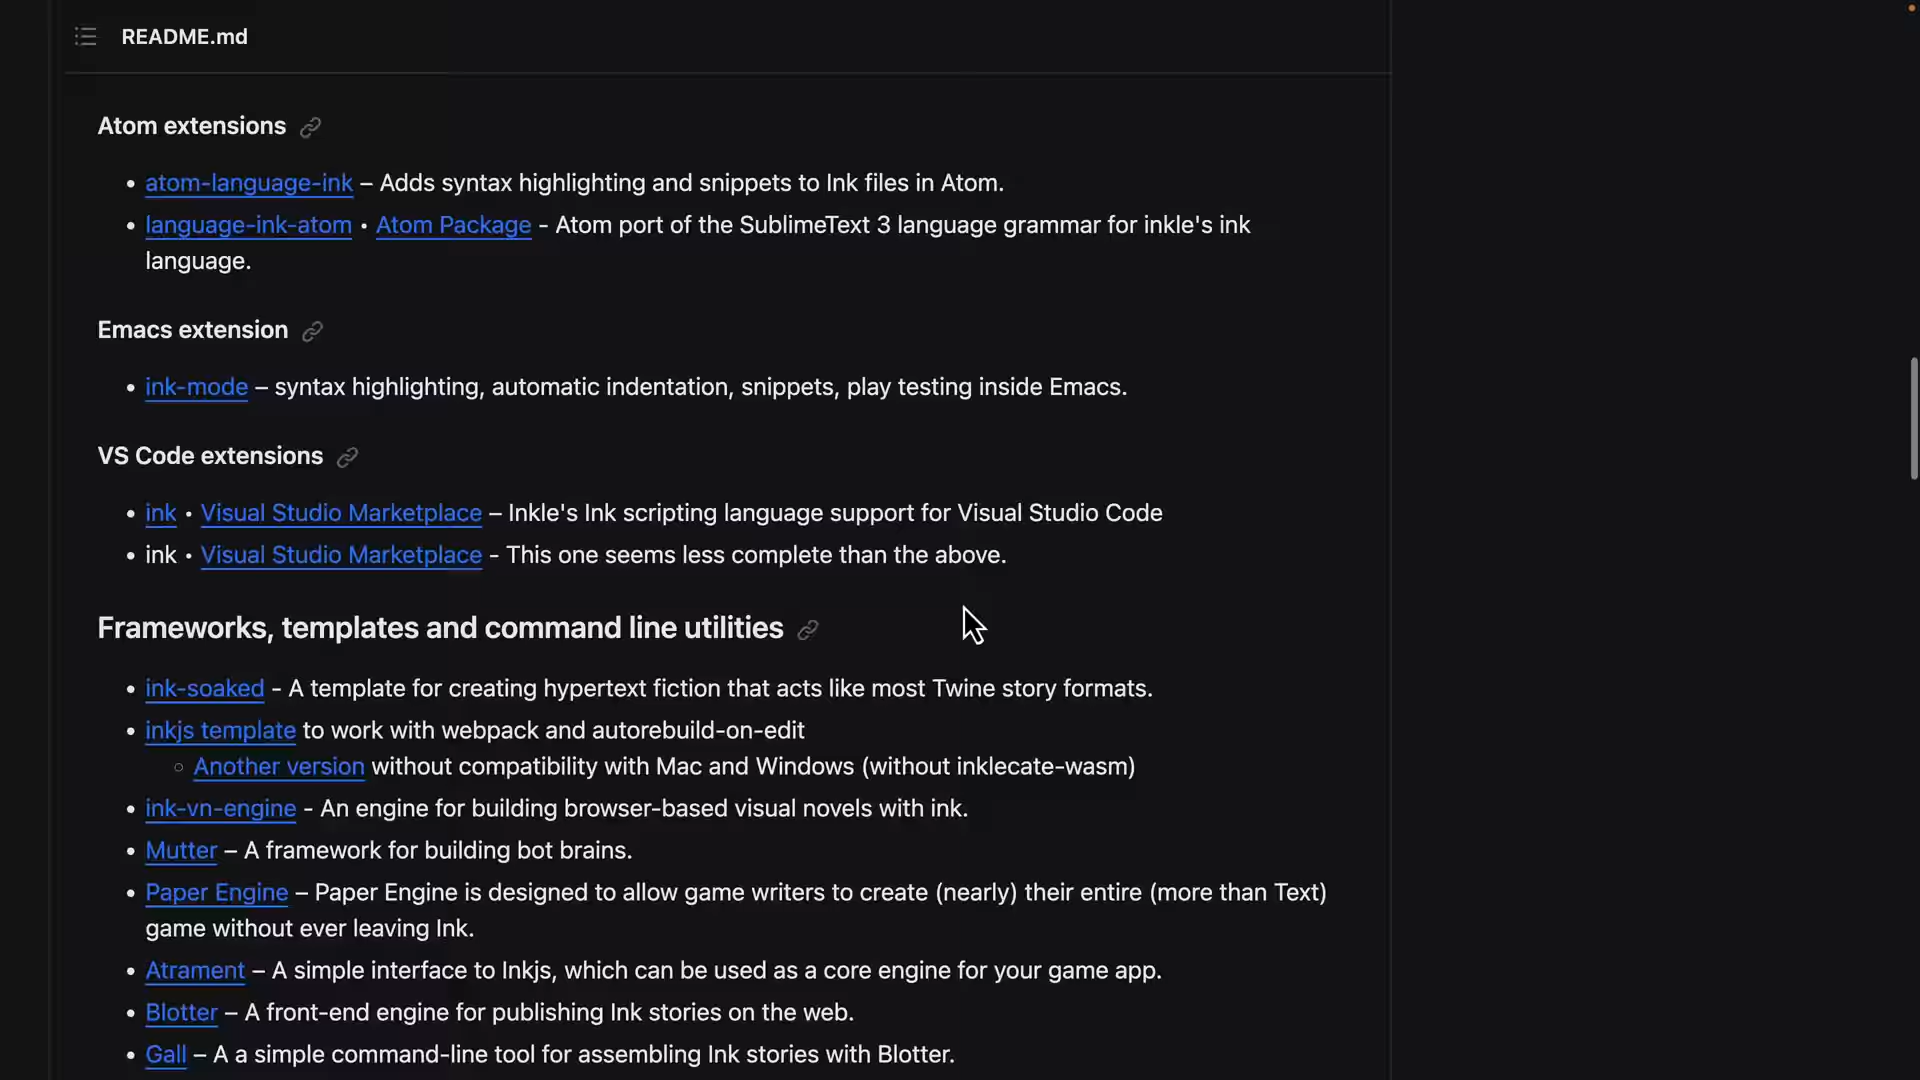 README.md
Atom extensions
• atom-language-ink – Adds syntax highlighting and snippets to Ink files in Atom.
• language-ink-atom • Atom Package - Atom port of the SublimeText 3 language grammar for inkle's ink
language.
Emacs extension
• ink-mode – syntax highlighting, automatic indentation, snippets, play testing inside Emacs.
VS Code extensions
• ink • Visual Studio Marketplace – Inkle's Ink scripting language support for Visual Studio Code
• ink • Visual Studio Marketplace - This one seems less complete than the above.
Frameworks, templates and command line utilities
• ink-soaked - A template for creating hypertext fiction that acts like most Twine story formats.
• inkjs template to work with webpack and autorebuild-on-edit
○ Another version without compatibility with Mac and Windows (without inklecate-wasm)
• ink-vn-engine - An engine for building browser-based visual novels with ink.
• Mutter – A framework for building bot brains.
• Paper Engine – Paper Engine is designed to allow game writers to create (nearly) their entire (more than Text)
game without ever leaving Ink.
• Atrament – A simple interface to Inkjs, which can be used as a core engine for your game app.
• Blotter – A front-end engine for publishing Ink stories on the web.
• Gall – A a simple command-line tool for assembling Ink stories with Blotter.